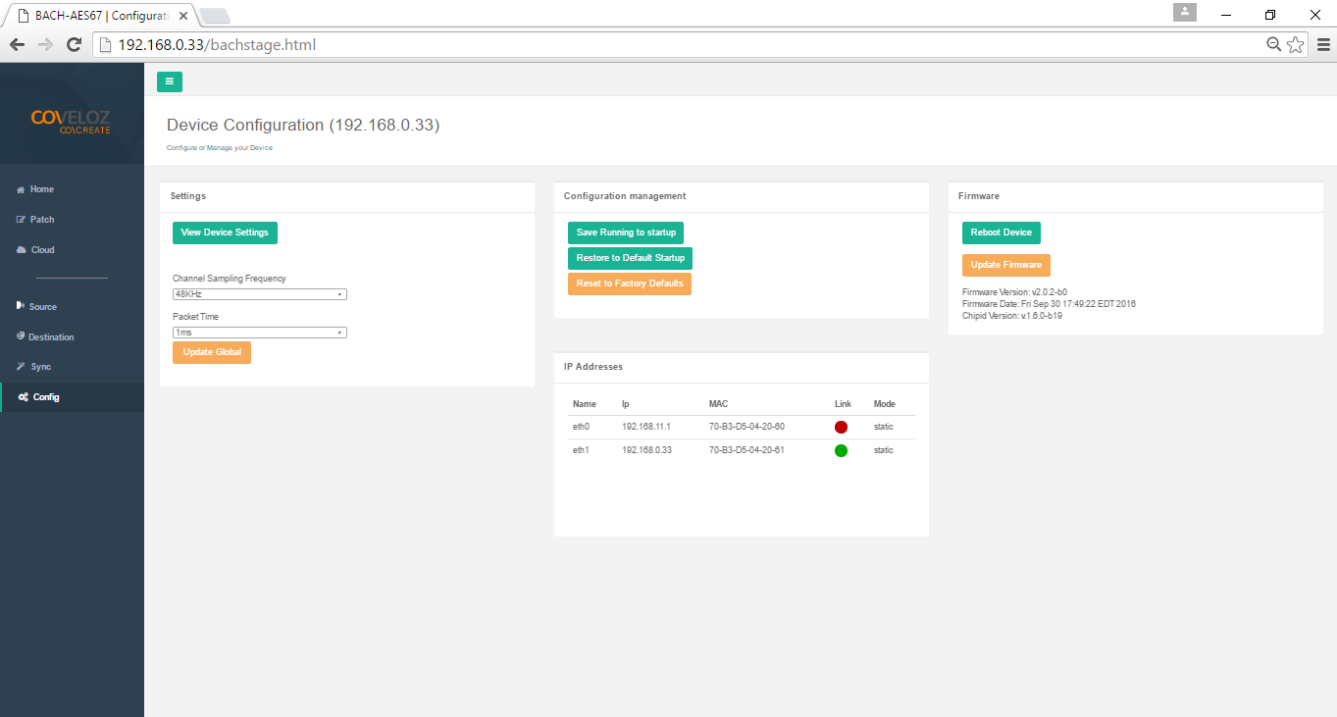 BACH-AES67 | Configurati
192.168.0.33/bachstage.html
COVELOZ
CO\CREATE
Home
Patch
Cloud
Source
Destination
Sync
Config
Device Configuration (192.168.0.33)
Configure or Manage your Device
Settings
View Device Settings
Channel Sampling Frequency
48KHz
Packet Time
1ms
Update Global
Configuration management
Save Running to startup
Restore to Default Startup
Reset to Factory Defaults
IP Addresses
Name Ip MAC Link Mode
eth0 192.168.11.1 70-B3-D5-04-20-60 static
eth1 192.168.0.33 70-B3-D5-04-20-61 static
Firmware
Reboot Device
Update Firmware
Firmware Version: v2.0.2-b0
Firmware Date: Fri Sep 30 17:49:22 EDT 2016
Chipid Version: v.1.6.0-b19